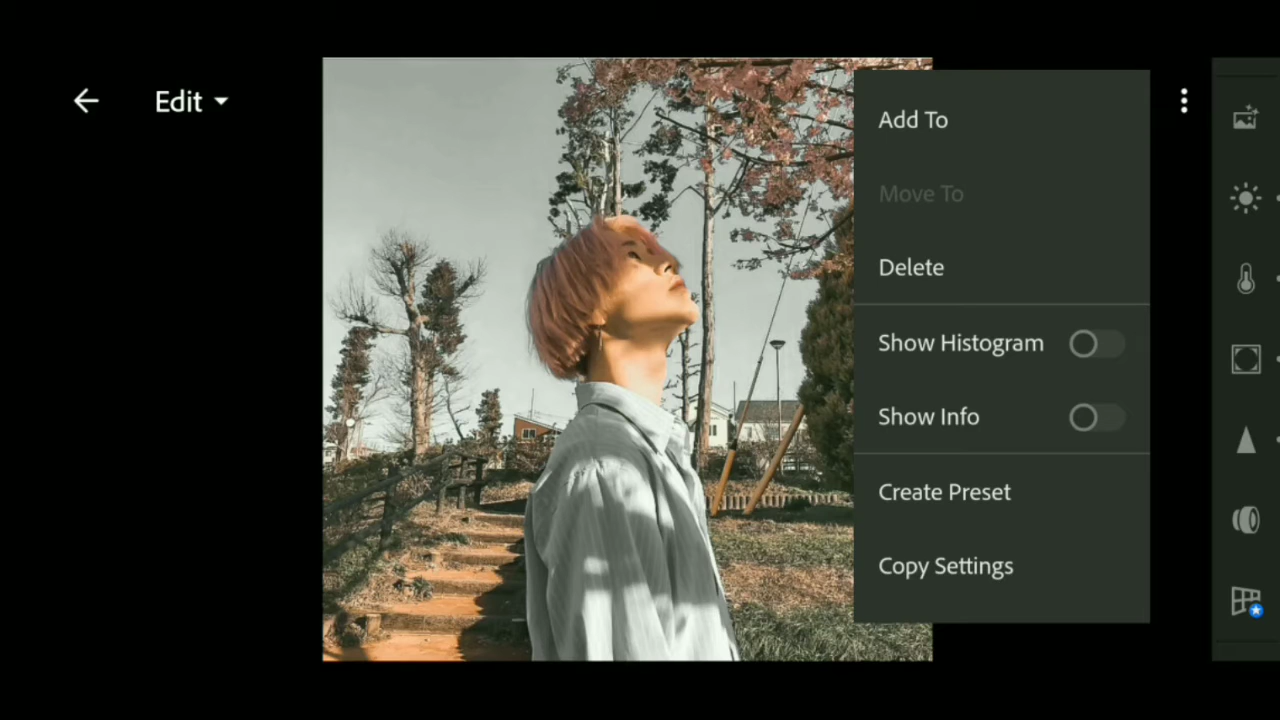 Edit
Add To
Move To
Delete
Show Histogram
Show Info
Create Preset
Copy Settings